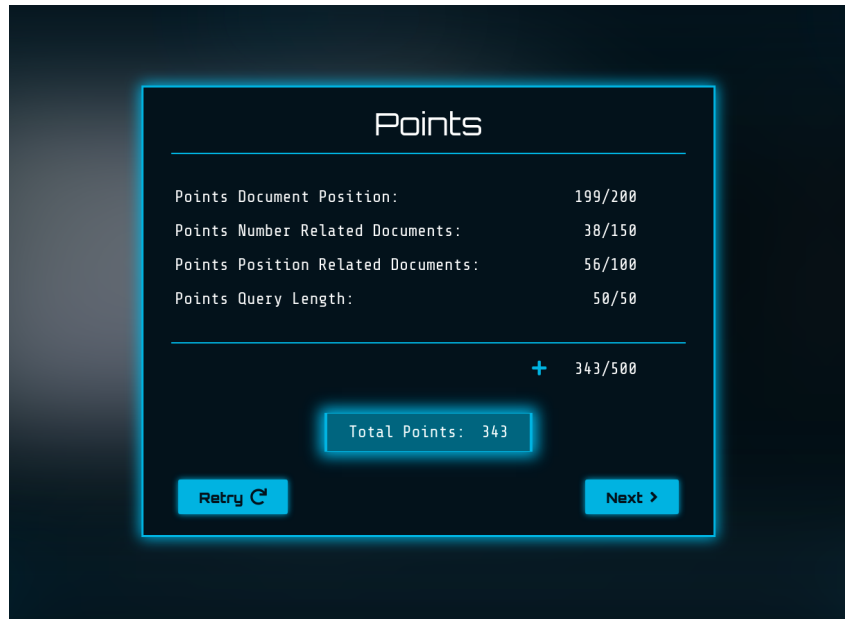 Points
Points Document Position: 199/200
Points Number Related Documents: 38/150
Points Position Related Documents: 56/100
Points Query Length: 50/50
+ 343/500
Total Points: 343
Retry
Next